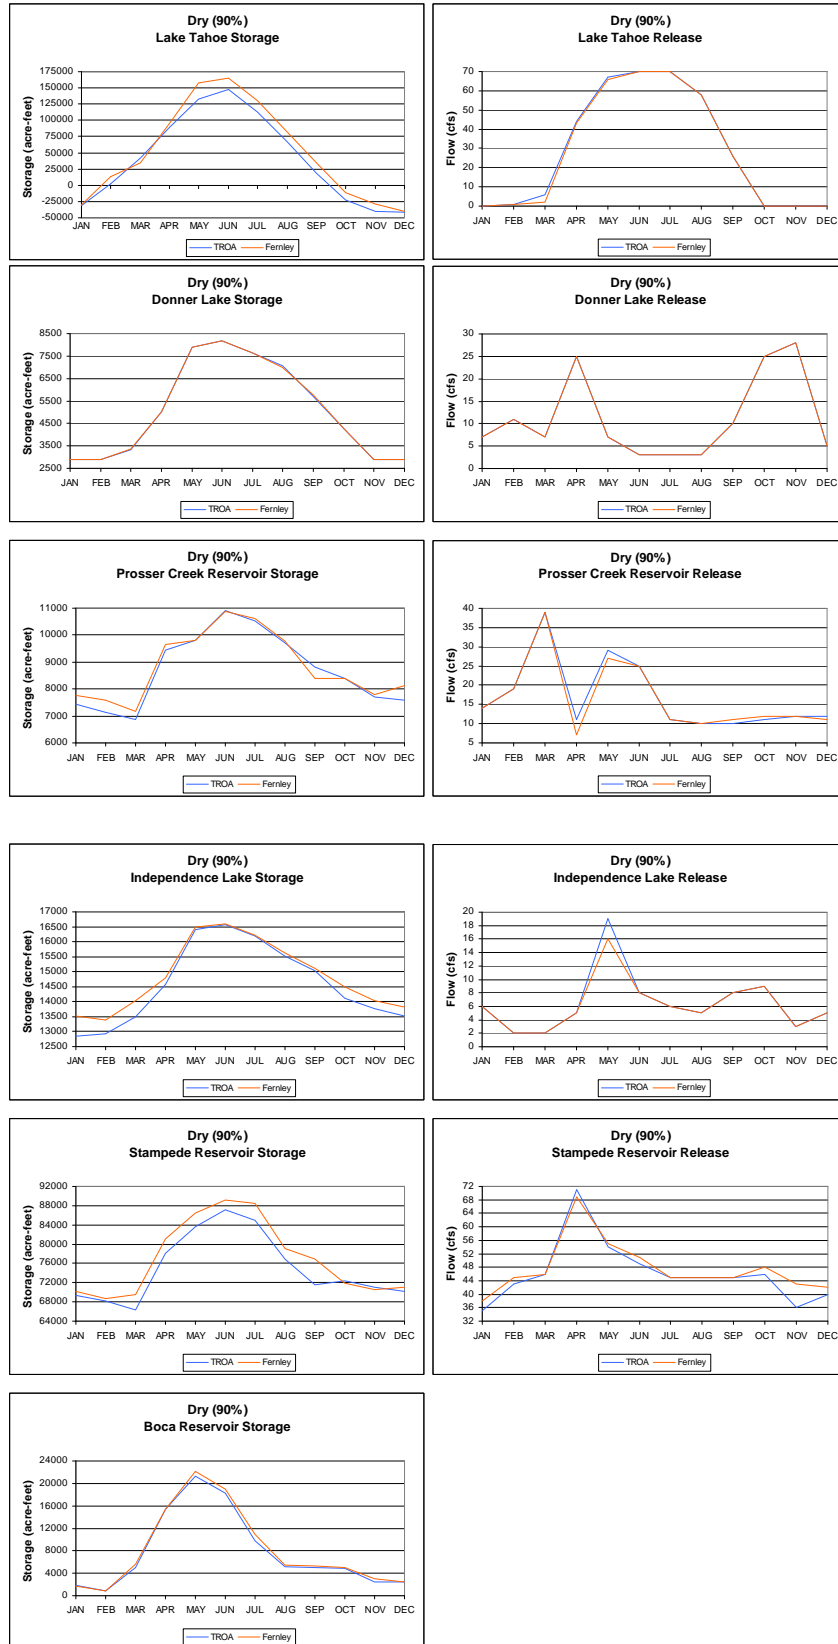 Dry (90%)
Lake Tahoe Storage
Storage (acre-feet)
175000
150000
125000
100000
75000
50000
25000
0
-25000
-50000
JAN FEB MAR APR MAY JUN JUL AUG SEP OCT NOV DEC
TROA Fernley
Dry (90%)
Lake Tahoe Release
Flow (cfs)
70
60
50
40
30
20
10
0
JAN FEB MAR APR MAY JUN JUL AUG SEP OCT NOV DEC
TROA Fernley
Dry (90%)
Donner Lake Storage
Storage (acre-feet)
8500
7500
6500
5500
4500
3500
2500
JAN FEB MAR APR MAY JUN JUL AUG SEP OCT NOV DEC
TROA Fernley
Dry (90%)
Donner Lake Release
Flow (cfs)
30
25
20
15
10
5
0
JAN FEB MAR APR MAY JUN JUL AUG SEP OCT NOV DEC
TROA Fernley
Dry (90%)
Prosser Creek Reservoir Storage
Storage (acre-feet)
11000
10000
9000
8000
7000
6000
JAN FEB MAR APR MAY JUN JUL AUG SEP OCT NOV DEC
TROA Fernley
Dry (90%)
Prosser Creek Reservoir Release
Flow (cfs)
40
35
30
25
20
15
10
5
JAN FEB MAR APR MAY JUN JUL AUG SEP OCT NOV DEC
TROA Fernley
Dry (90%)
Independence Lake Storage
Storage (acre-feet)
17000
16500
16000
15500
15000
14500
14000
13500
13000
12500
JAN FEB MAR APR MAY JUN JUL AUG SEP OCT NOV DEC
TROA Fernley
Dry (90%)
Independence Lake Release
Flow (cfs)
20
18
16
14
12
10
8
6
4
2
0
JAN FEB MAR APR MAY JUN JUL AUG SEP OCT NOV DEC
TROA Fernley
Dry (90%)
Stampede Reservoir Storage
Storage (acre-feet)
92000
88000
84000
80000
76000
72000
68000
64000
JAN FEB MAR APR MAY JUN JUL AUG SEP OCT NOV DEC
TROA Fernley
Dry (90%)
Stampede Reservoir Release
Flow (cfs)
72
68
64
60
56
52
48
44
40
36
32
JAN FEB MAR APR MAY JUN JUL AUG SEP OCT NOV DEC
TROA Fernley
Dry (90%)
Boca Reservoir Storage
Storage (acre-feet)
24000
20000
16000
12000
8000
4000
0
JAN FEB MAR APR MAY JUN JUL AUG SEP OCT NOV DEC
TROA Fernley